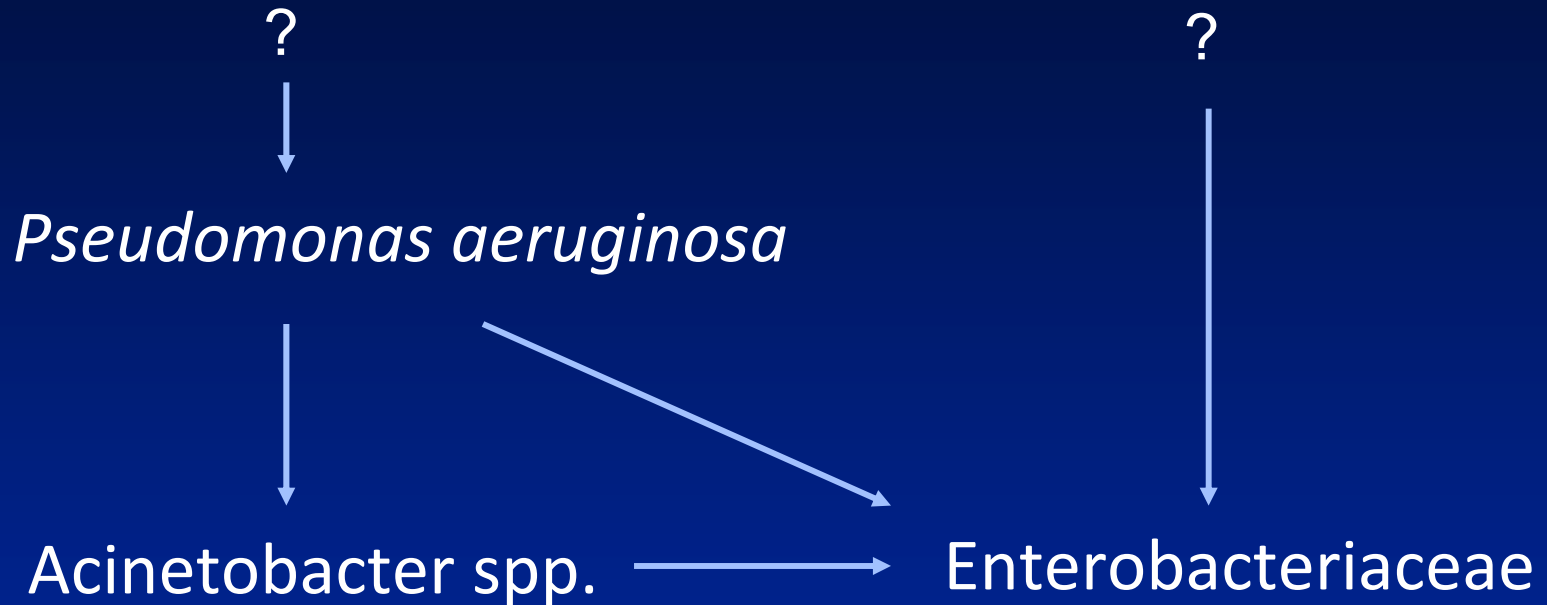 ?
?
Pseudomonas aeruginosa
Acinetobacter spp.
Enterobacteriaceae